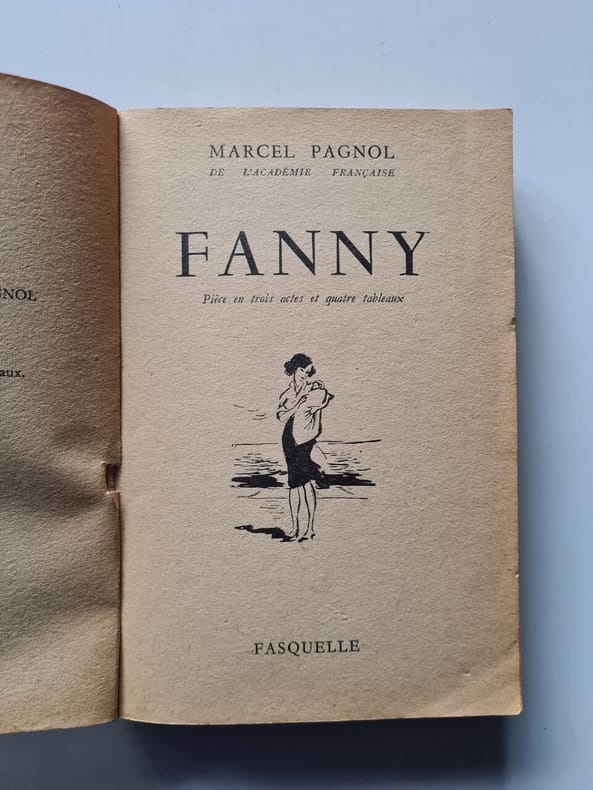 MARCEL PAGNOL
DE L'ACADÉMIE FRANÇAISE
FANNY
Pièce en trois actes et quatre tableaux
FASQUELLE